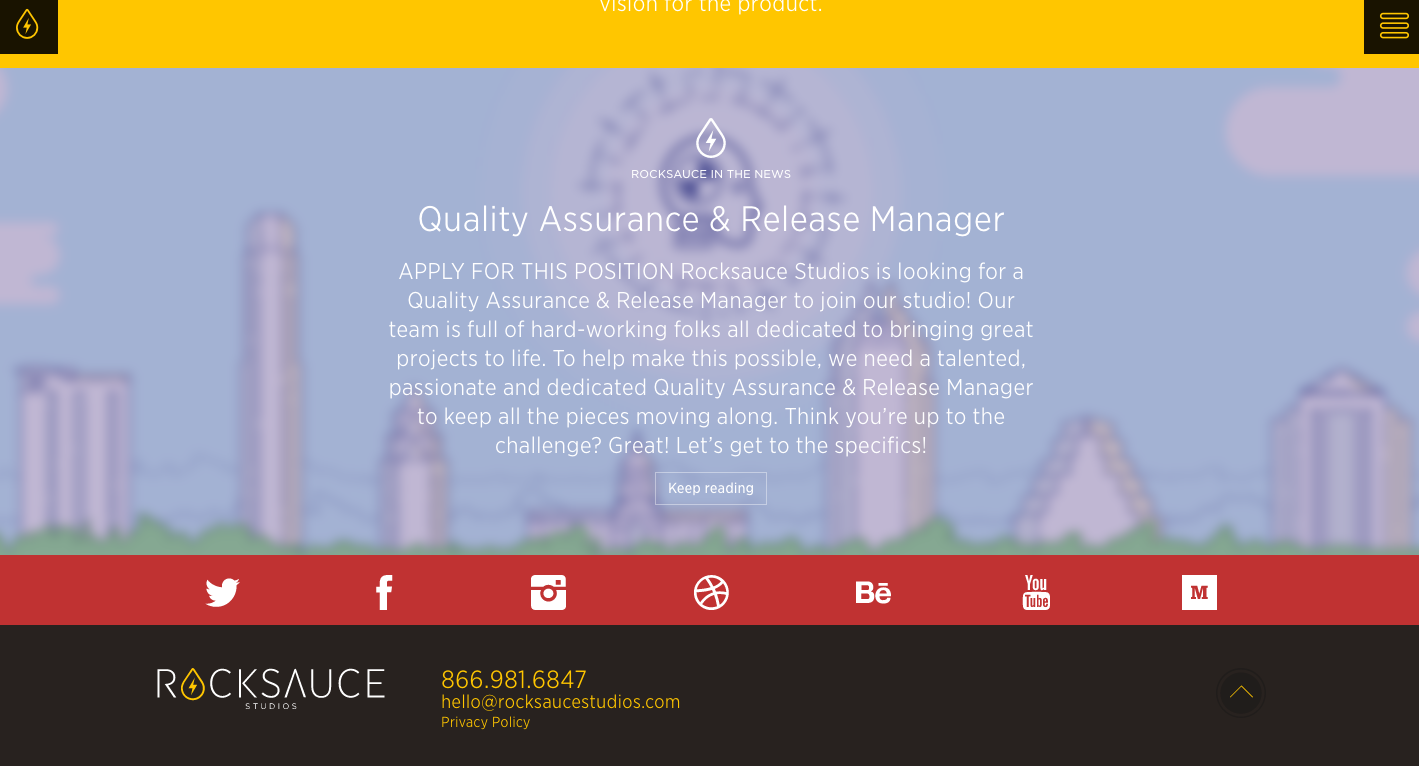 vision for the product.
ROCKSAUCE IN THE NEWS
Quality Assurance & Release Manager
APPLY FOR THIS POSITION Rocksauce Studios is looking for a
Quality Assurance & Release Manager to join our studio! Our
team is full of hard-working folks all dedicated to bringing great
projects to life. To help make this possible, we need a talented,
passionate and dedicated Quality Assurance & Release Manager
to keep all the pieces moving along. Think you’re up to the
challenge? Great! Let’s get to the specifics!
Keep reading
Bē
You
Tube
M
ROCKSAUCE
STUDIOS
866.981.6847
hello@rocksaucestudios.com
Privacy Policy